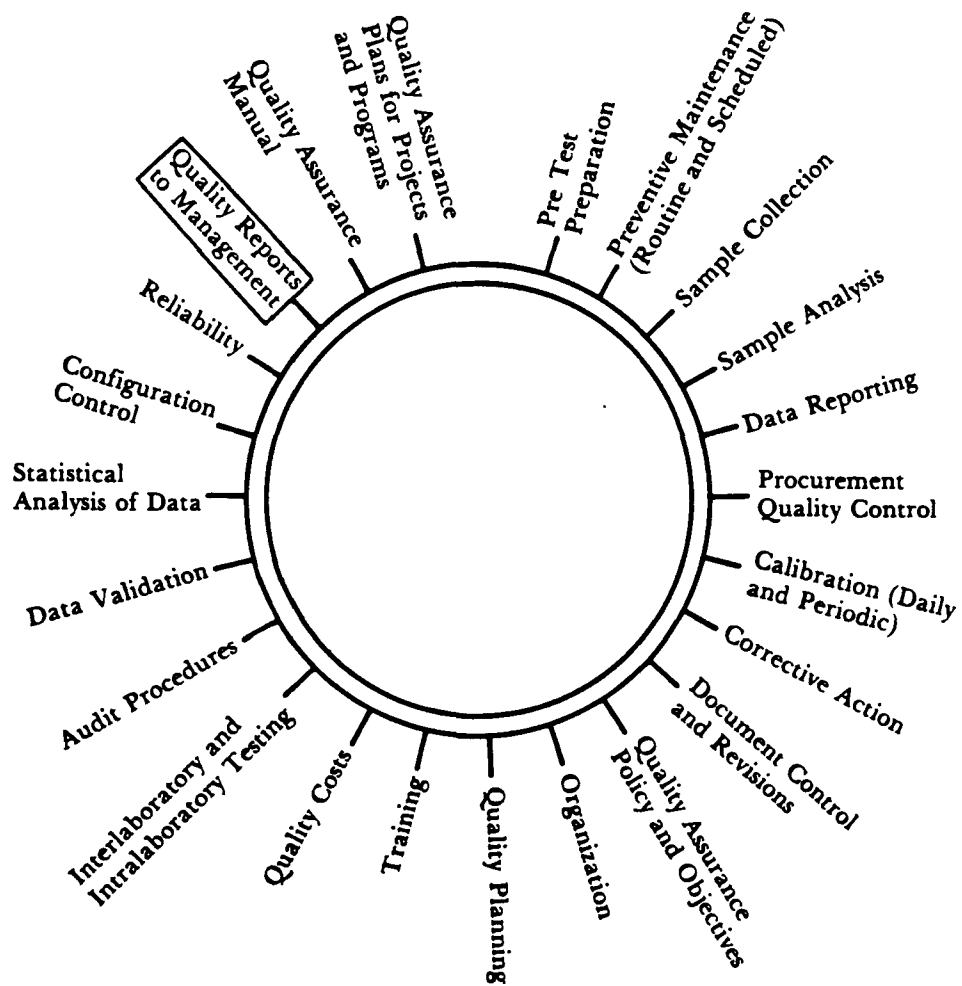 Pre Test
Preparation
Preventive Maintenance
(Routine and Scheduled)
Sample Collection
Sample Analysis
Data Reporting
Procurement
Quality Control
Calibration (Daily
and Periodic)
Corrective Action
Document Control
and Revisions
Quality Assurance
Policy and Objectives
Organization
Quality Planning
Training
Quality Costs
Interlaboratory and
Intralaboratory Testing
Audit Procedures
Data Validation
Statistical
Analysis of Data
Configuration
Control
Reliability
Quality Reports
to Management
Quality Assurance
Manual
Quality Assurance
Plans for Projects
and Programs